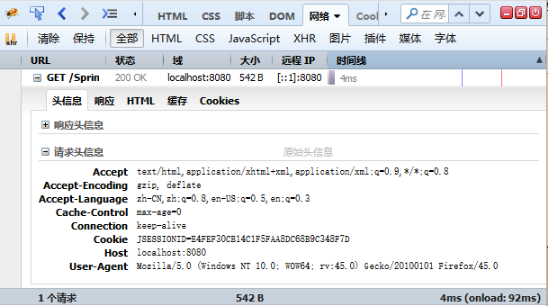 HTML CSS 脚本 DOM 网络 Cook 在 网
清除 保持 全部 HTML CSS JavaScript XHR 图片 插件 媒体 字体
URL 状态 域 大小 远程 IP 时间线
GET /Sprin 200 OK localhost:8080 542 B [::1]:8080 4ms
头信息 响应 HTML 缓存 Cookies
响应头信息
请求头信息 原始头信息
Accept text/html,application/xhtml+xml,application/xml;q=0.9,*/*;q=0.8
Accept-Encoding gzip, deflate
Accept-Language zh-CN,zh;q=0.8,en-US;q=0.5,en;q=0.3
Cache-Control max-age=0
Connection keep-alive
Cookie JSESSIONID=E4FEF30CB14C1F5FAA8DC68B9C348F7D
Host localhost:8080
User-Agent Mozilla/5.0 (Windows NT 10.0; WOW64; rv:45.0) Gecko/20100101 Firefox/45.0
1 个请求 542 B 4ms (onload: 92ms)